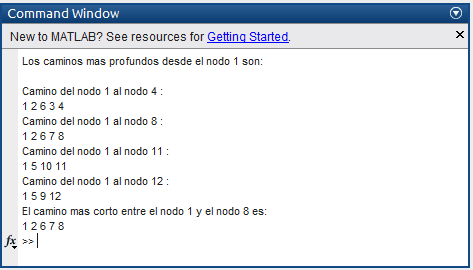 Command Window
New to MATLAB? See resources for Getting Started.
Los caminos mas profundos desde el nodo 1 son:
Camino del nodo 1 al nodo 4 :
1 2 6 3 4
Camino del nodo 1 al nodo 8 :
1 2 6 7 8
Camino del nodo 1 al nodo 11 :
1 5 10 11
Camino del nodo 1 al nodo 12 :
1 5 9 12
El camino mas corto entre el nodo 1 y el nodo 8 es:
1 2 6 7 8
fx >>